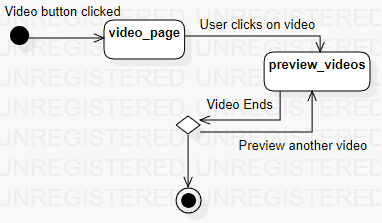 Video button clicked
User clicks on video
video_page
preview_videos
Video Ends
Preview another video
UNREGISTERED